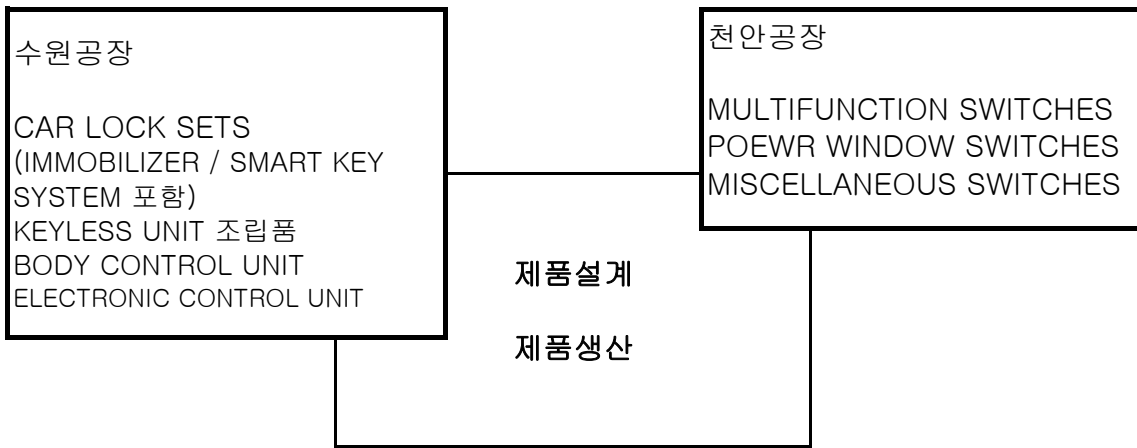 수원공장
CAR LOCK SETS
(IMMOBILIZER / SMART KEY
SYSTEM 포함)
KEYLESS UNIT 조립품
BODY CONTROL UNIT
ELECTRONIC CONTROL UNIT
천안공장
MULTIFUNCTION SWITCHES
POEWR WINDOW SWITCHES
MISCELLANEOUS SWITCHES
제품설계
제품생산